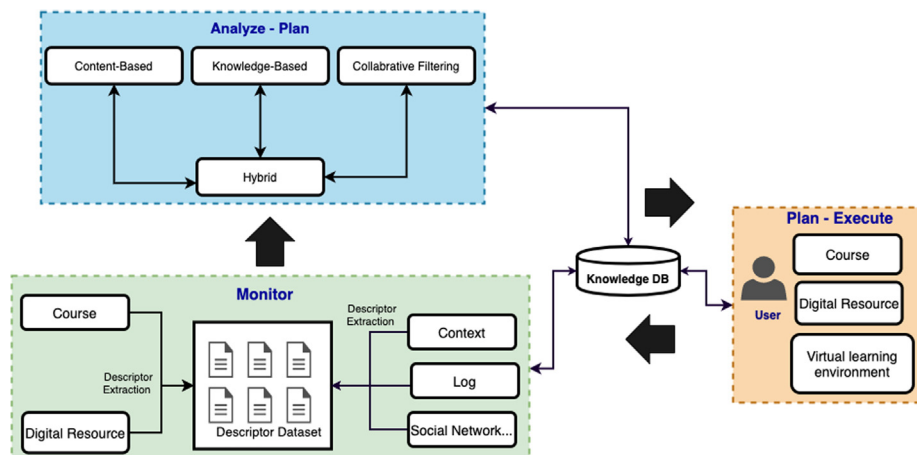 Analyze - Plan
Content-Based
Knowledge-Based
Collabrative Filtering
Hybrid
Plan - Execute
User
Course
Digital Resource
Virtual learning
environment
Knowledge DB
Monitor
Course
Descriptor
Extraction
Digital Resource
Descriptor Dataset
Descriptor
Extraction
Context
Log
Social Network...